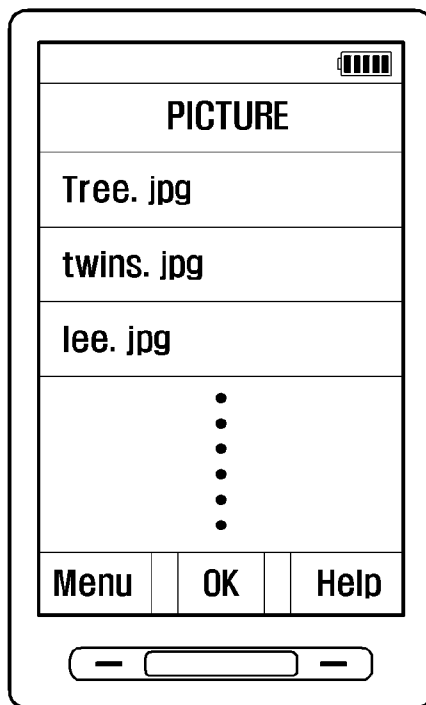 PICTURE
Tree. jpg
twins. jpg
lee. jpg
Menu OK Help